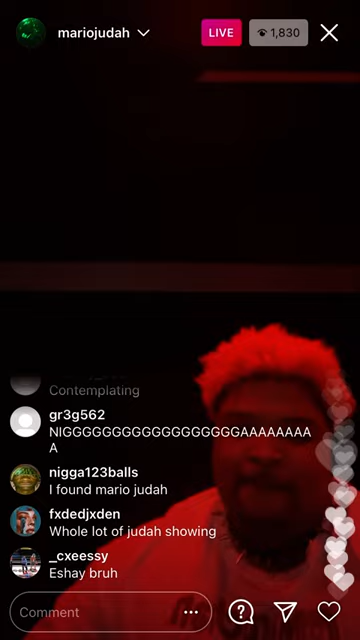 mariojudah
LIVE
1,830
Contemplating
gr3g562
NIGGGGGGGGGGGGGGGGGGAAAAAAAA
A
nigga123balls
I found mario judah
fxdedjxden
Whole lot of judah showing
_cxeessy
Eshay bruh
Comment